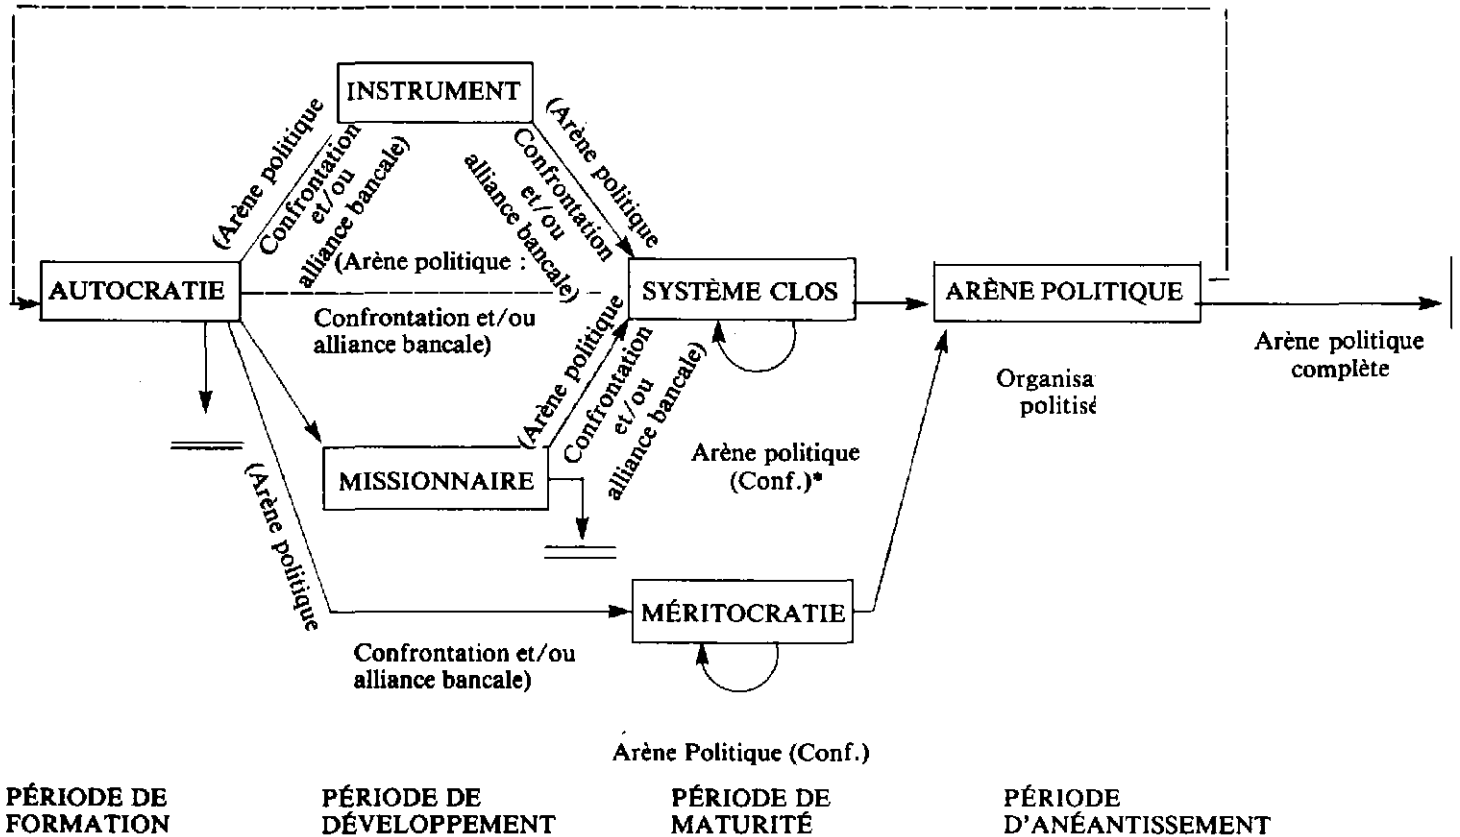 INSTRUMENT
(Arène politique
Confrontation
et/ou
alliance bancale)
(Arène politique
Confrontation
et/ou
alliance bancale)
AUTOCRATIE
(Arène politique :
Confrontation et/ou
alliance bancale)
SYSTÈME CLOS
ARÈNE POLITIQUE
Arène politique
complète
Organisa
politisé
(Arène politique
Confrontation
et/ou
alliance bancale)
Arène politique
(Conf.)*
MISSIONNAIRE
(Arène politique
Confrontation et/ou
alliance bancale)
MÉRITOCRATIE
Arène Politique (Conf.)
PÉRIODE DE
FORMATION
PÉRIODE DE
DÉVELOPPEMENT
PÉRIODE DE
MATURITÉ
PÉRIODE
D'ANÉANTISSEMENT